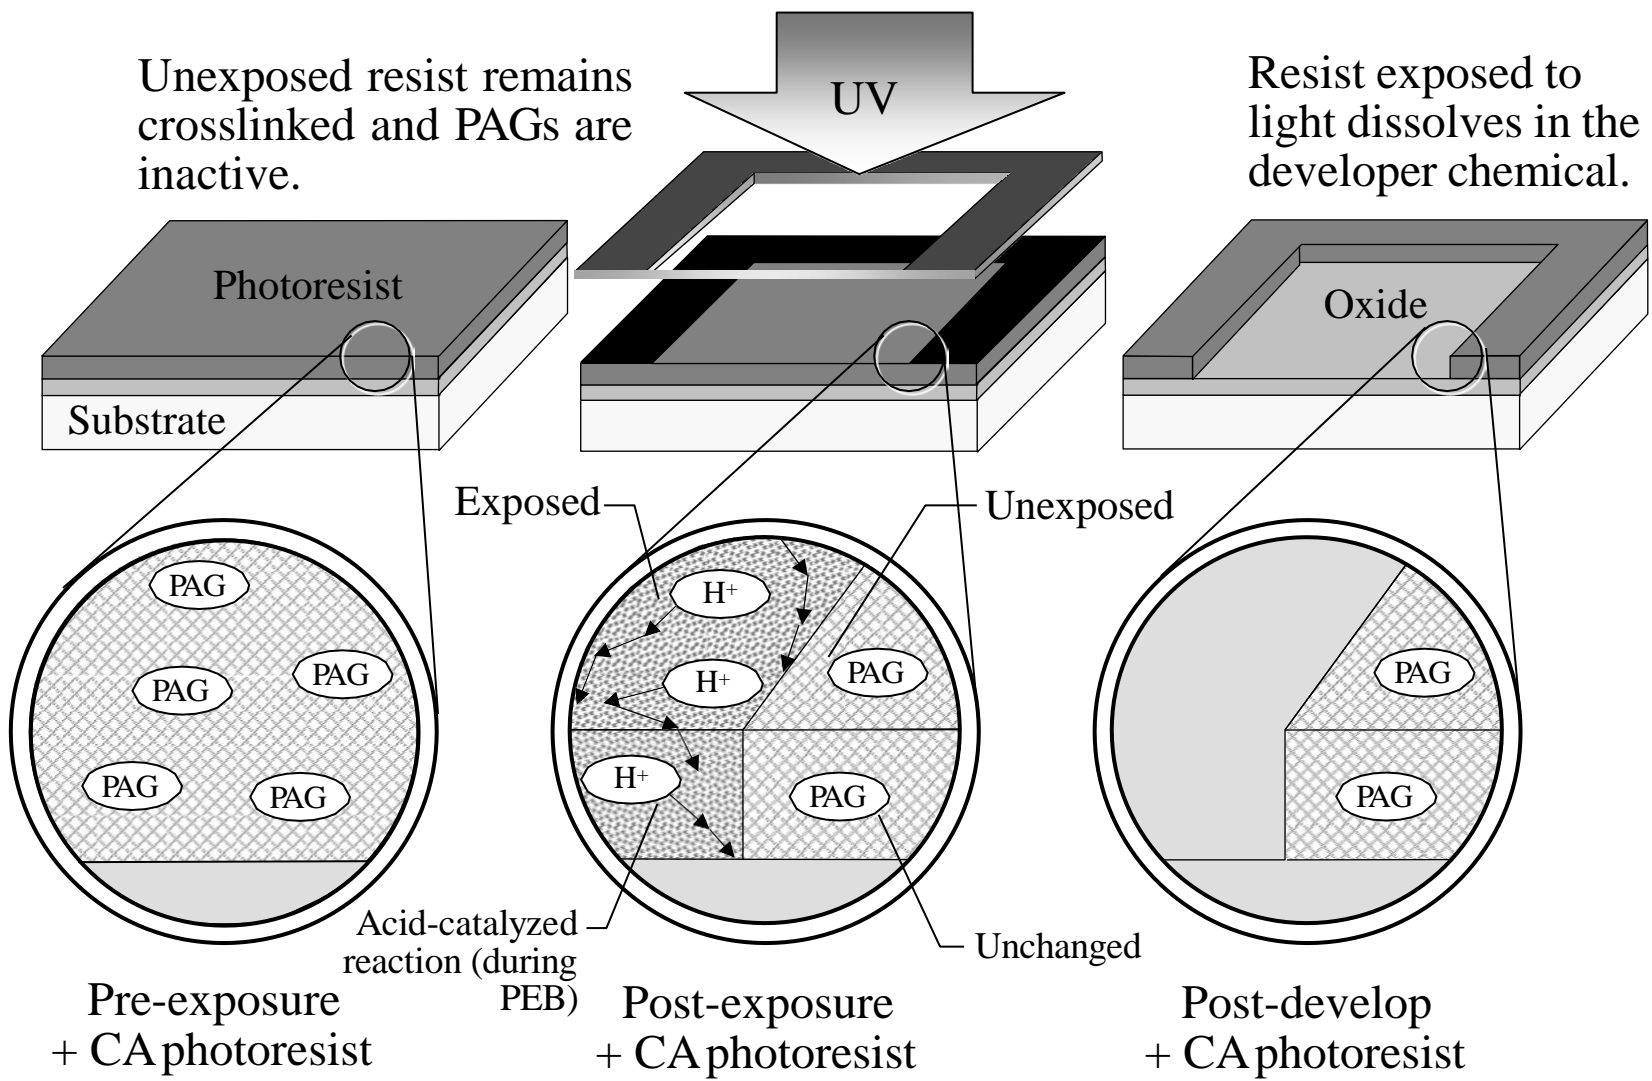 Unexposed resist remains
crosslinked and PAGs are
inactive.
UV
Resist exposed to
light dissolves in the
developer chemical.
Photoresist
Substrate
Oxide
Exposed
Unexposed
PAG
PAG
PAG
PAG
PAG
H+
H+
H+
PAG
PAG
PAG
PAG
Acid-catalyzed
reaction (during
PEB)
Unchanged
Pre-exposure
+ CA photoresist
Post-exposure
+ CA photoresist
Post-develop
+ CA photoresist